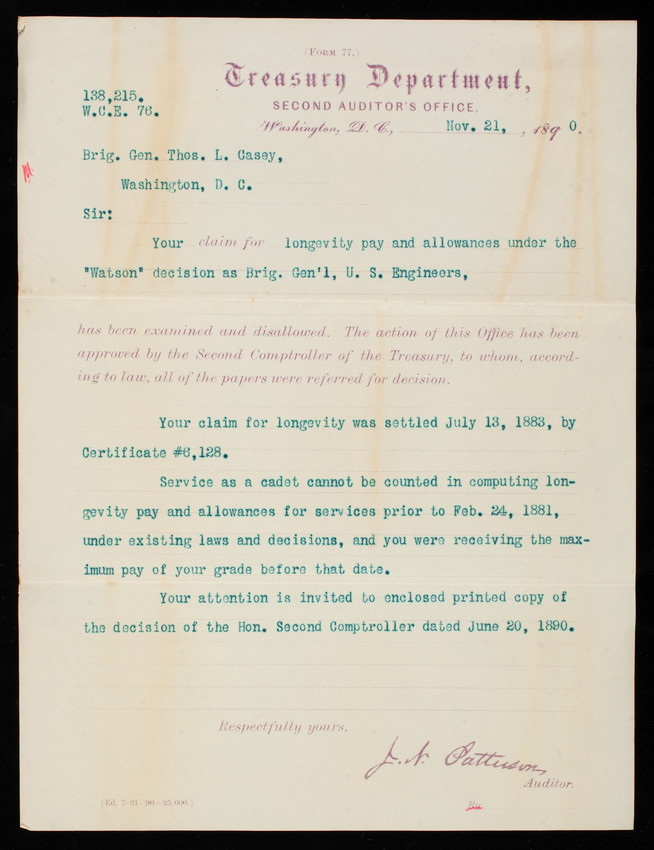 (FORM 77.)
Treasury Department,
SECOND AUDITOR'S OFFICE.
138,215.
W.C.E. 76.
Washington, D. C., Nov. 21, , 1890.
Brig. Gen. Thos. L. Casey,
Washington, D. C.
Sir:
Your claim for longevity pay and allowances under the
"Watson" decision as Brig. Gen'l, U. S. Engineers,
has been examined and disallowed. The action of this Office has been
approved by the Second Comptroller of the Treasury, to whom, accord-
ing to law, all of the papers were referred for decision.
Your claim for longevity was settled July 13, 1883, by
Certificate #6,128.
Service as a cadet cannot be counted in computing lon-
gevity pay and allowances for services prior to Feb. 24, 1881,
under existing laws and decisions, and you were receiving the max-
imum pay of your grade before that date.
Your attention is invited to enclosed printed copy of
the decision of the Hon. Second Comptroller dated June 20, 1890.
Respectfully yours,
J. N. Patterson,
Auditor.
(Ed. 7-21-'90—25,000.)
By